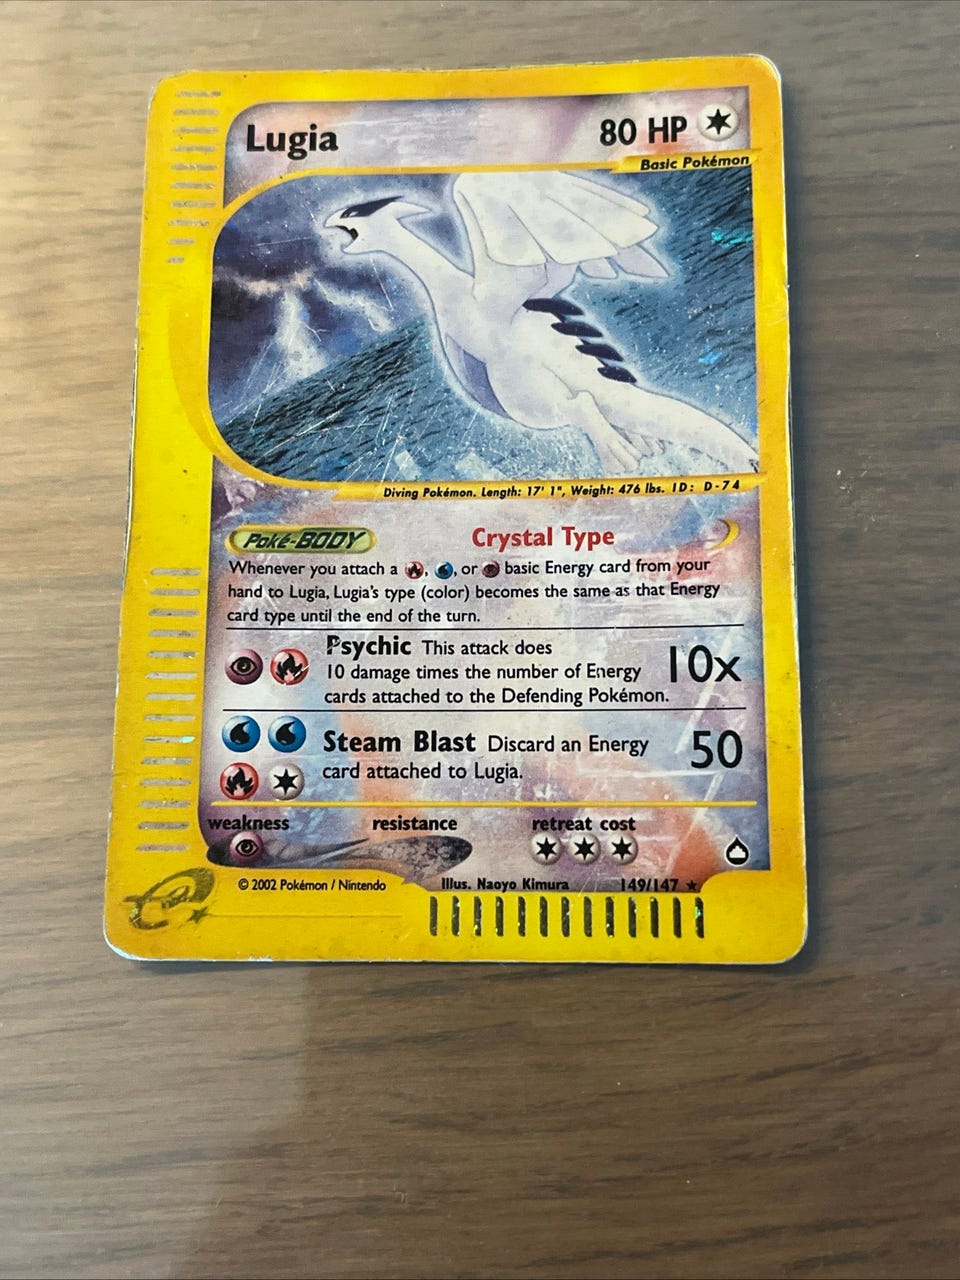 Lugia
80 HP
Basic Pokémon
Diving Pokémon. Length: 17' 1", Weight: 476 lbs. ID: D-74
Poké-BODY
Crystal Type
Whenever you attach a , , or basic Energy card from your
hand to Lugia, Lugia's type (color) becomes the same as that Energy
card type until the end of the turn.
Psychic This attack does
10 damage times the number of Energy
cards attached to the Defending Pokémon.
10x
Steam Blast Discard an Energy
card attached to Lugia.
50
weakness resistance retreat cost
© 2002 Pokémon / Nintendo Illus. Naoyo Kimura 149/147 ★
e